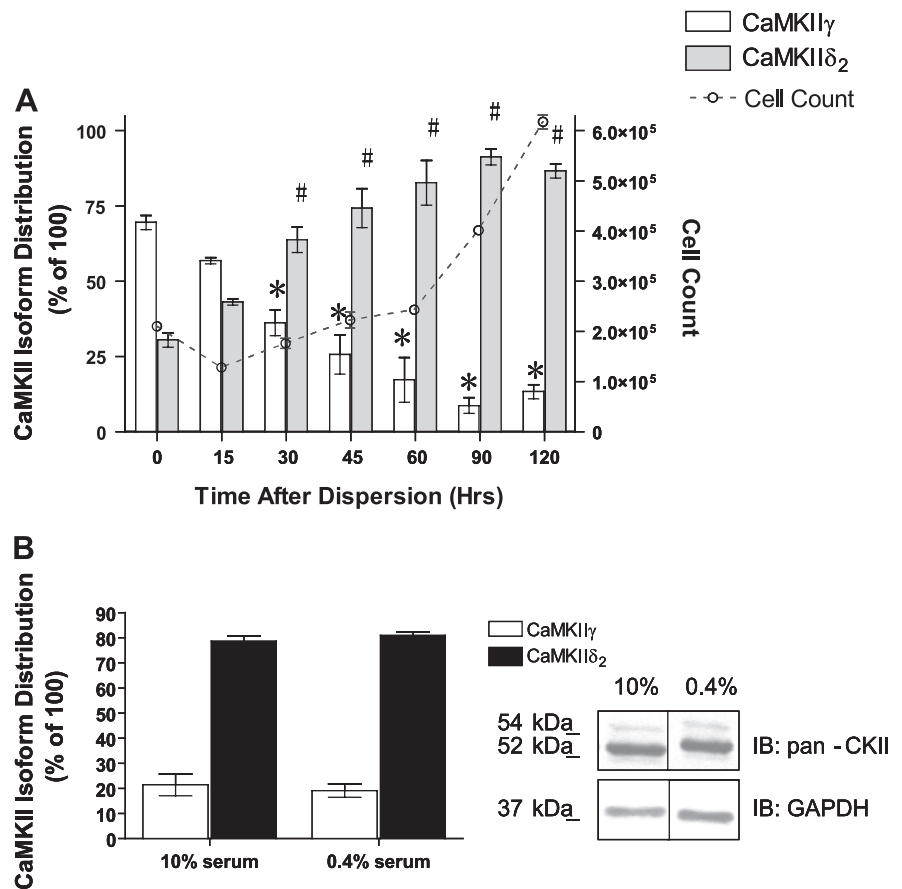 CaMKIIγ
CaMKIIδ2
Cell Count
A
CaMKII Isoform Distribution
(% of 100)
100
75
50
25
0
# # # # #
* * * * *
6.0×10⁵
5.0×10⁵
4.0×10⁵
3.0×10⁵
2.0×10⁵
1.0×10⁵
0
Cell Count
0 15 30 45 60 90 120
Time After Dispersion (Hrs)
B
CaMKII Isoform Distribution
(% of 100)
90
80
70
60
50
40
30
20
10
0
10% serum 0.4% serum
CaMKIIγ
CaMKIIδ2
10% 0.4%
54 kDa_
52 kDa_
IB: pan - CKII
37 kDa_
IB: GAPDH